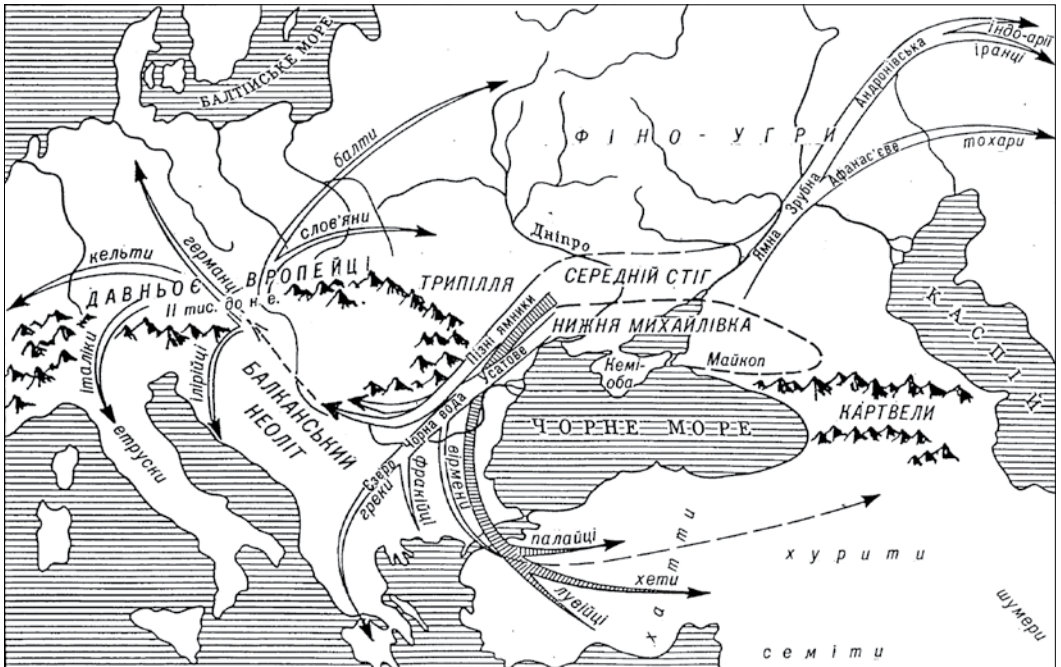 БАЛТІЙСЬКЕ МОРЕ
індо-арії
іранці
Андронівська
ФІНО-УГРИ
балти
тохари
Афанас'єве
Зрубна
Ямна
слов'яни
Дніпро
кельти
германці
ДАВНЬОЄВРОПЕЙЦІ
II тис. до н. е.
ТРИПІЛЛЯ
СЕРЕДНІЙ СТІГ
КАСПІЙ
Пізні ямники
НИЖНЯ МИХАЙЛІВКА
Італіки
Іллірійці
Усатове
Кемі-
оба
Майкоп
БАЛКАНСЬКИЙ
НЕОЛІТ
Чорна вода
ЧОРНЕ МОРЕ
КАРТВЕЛИ
етруски
Єзеро
греки
фракійці
вірмени
палайці
хети
лувійці
хатти
хурити
шумери
семіти